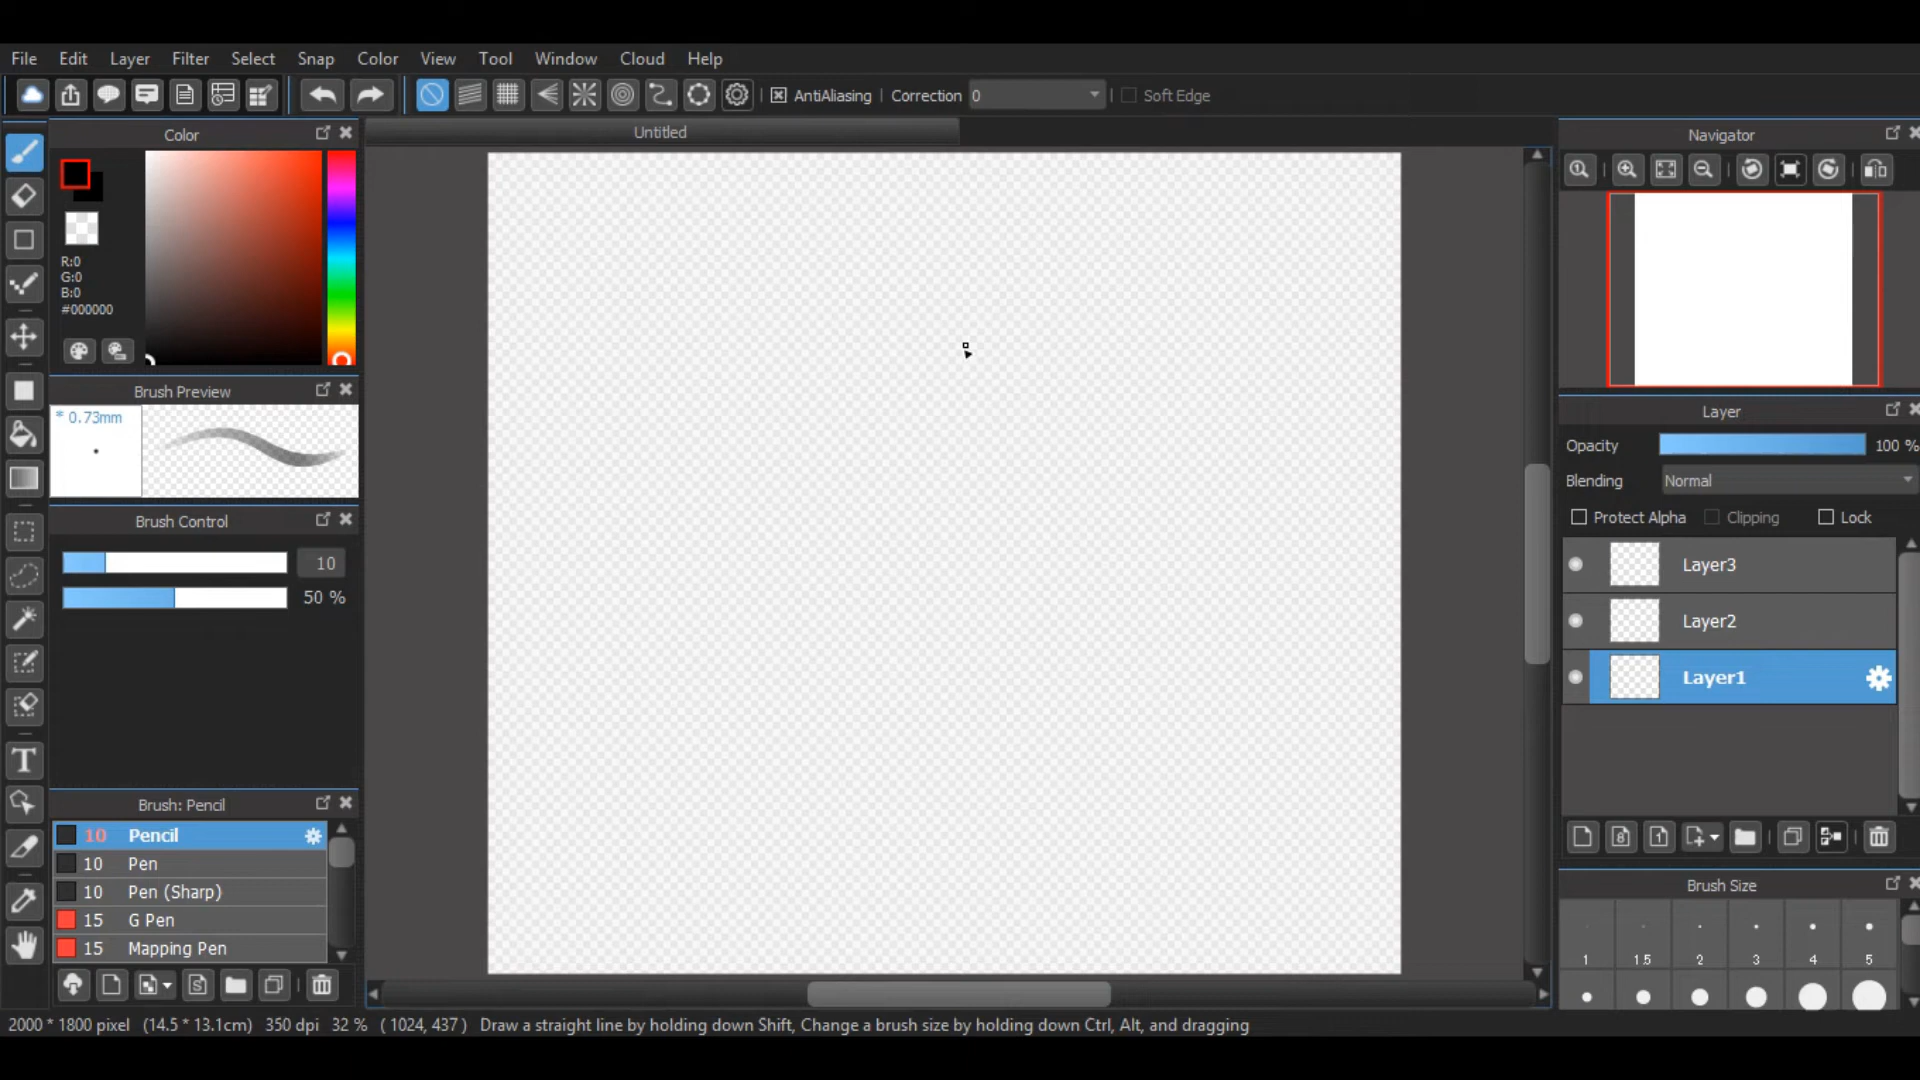 File Edit Layer Filter Select Snap Color View Tool Window Cloud Help
AntiAliasing Correction 0 Soft Edge
Color
R:0
G:0
B:0
#000000
Brush Preview
* 0.73mm
Brush Control
10
50 %
Brush: Pencil
10 Pencil
10 Pen
10 Pen (Sharp)
15 G Pen
15 Mapping Pen
Untitled
Navigator
Layer
Opacity 100 %
Blending Normal
Protect Alpha Clipping Lock
Layer3
Layer2
Layer1
Brush Size
1 1.5 2 3 4 5
2000 * 1800 pixel (14.5 * 13.1cm) 350 dpi 32 % ( 1024, 437 ) Draw a straight line by holding down Shift, Change a brush size by holding down Ctrl, Alt, and dragging